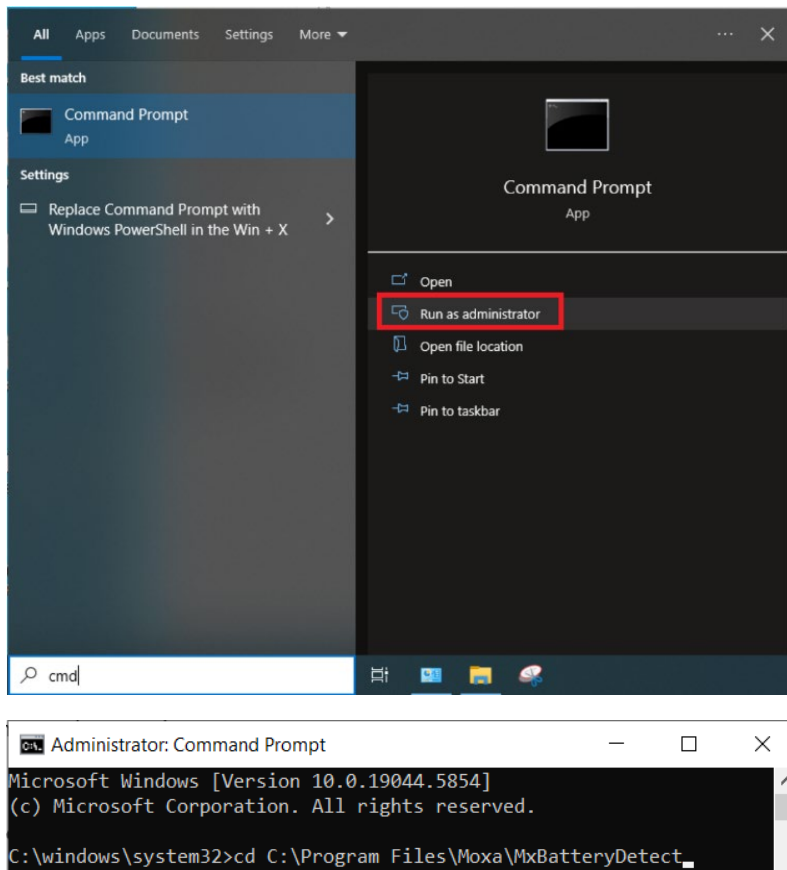 All Apps Documents Settings More
Best match
Command Prompt
App
Settings
Replace Command Prompt with
Windows PowerShell in the Win + X
Command Prompt
App
Open
Run as administrator
Open file location
Pin to Start
Pin to taskbar
cmd
Administrator: Command Prompt
Microsoft Windows [Version 10.0.19044.5854]
(c) Microsoft Corporation. All rights reserved.
C:\windows\system32>cd C:\Program Files\Moxa\MxBatteryDetect